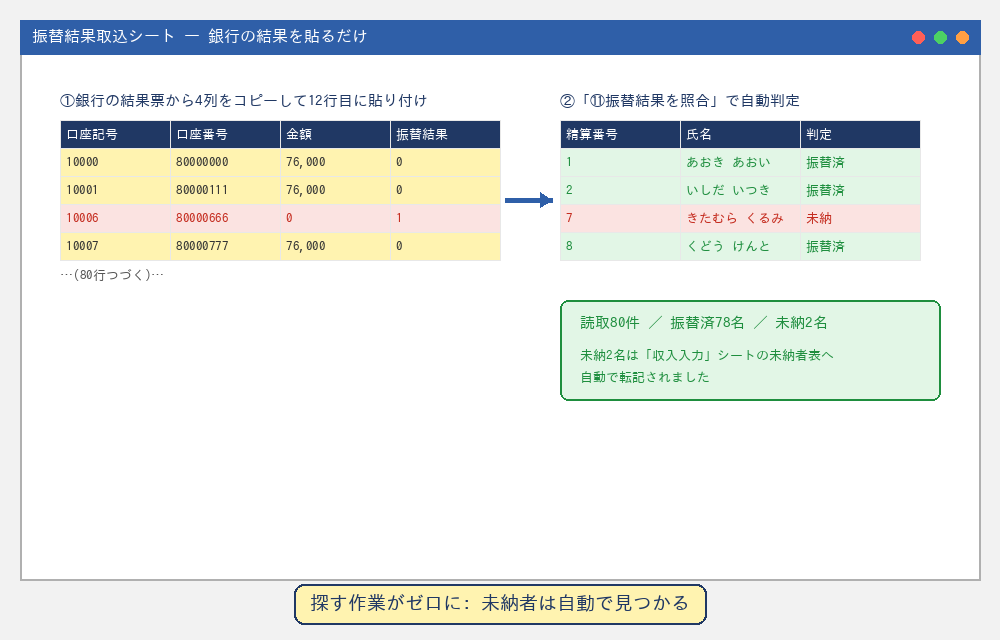 振替結果取込シート — 銀行の結果を貼るだけ
①銀行の結果票から4列をコピーして12行目に貼り付け
口座記号 口座番号 金額 振替結果
10000 80000000 76,000 0
10001 80000111 76,000 0
10006 80000666 0 1
10007 80000777 76,000 0
…(80行つづく)…
②「⑪振替結果を照合」で自動判定
精算番号 氏名 判定
1 あおき あおい 振替済
2 いしだ いつき 振替済
7 きたむら くるみ 未納
8 くどう けんと 振替済
読取80件 ／ 振替済78名 ／ 未納2名
未納2名は「収入入力」シートの未納者表へ
自動で転記されました
探す作業がゼロに: 未納者は自動で見つかる